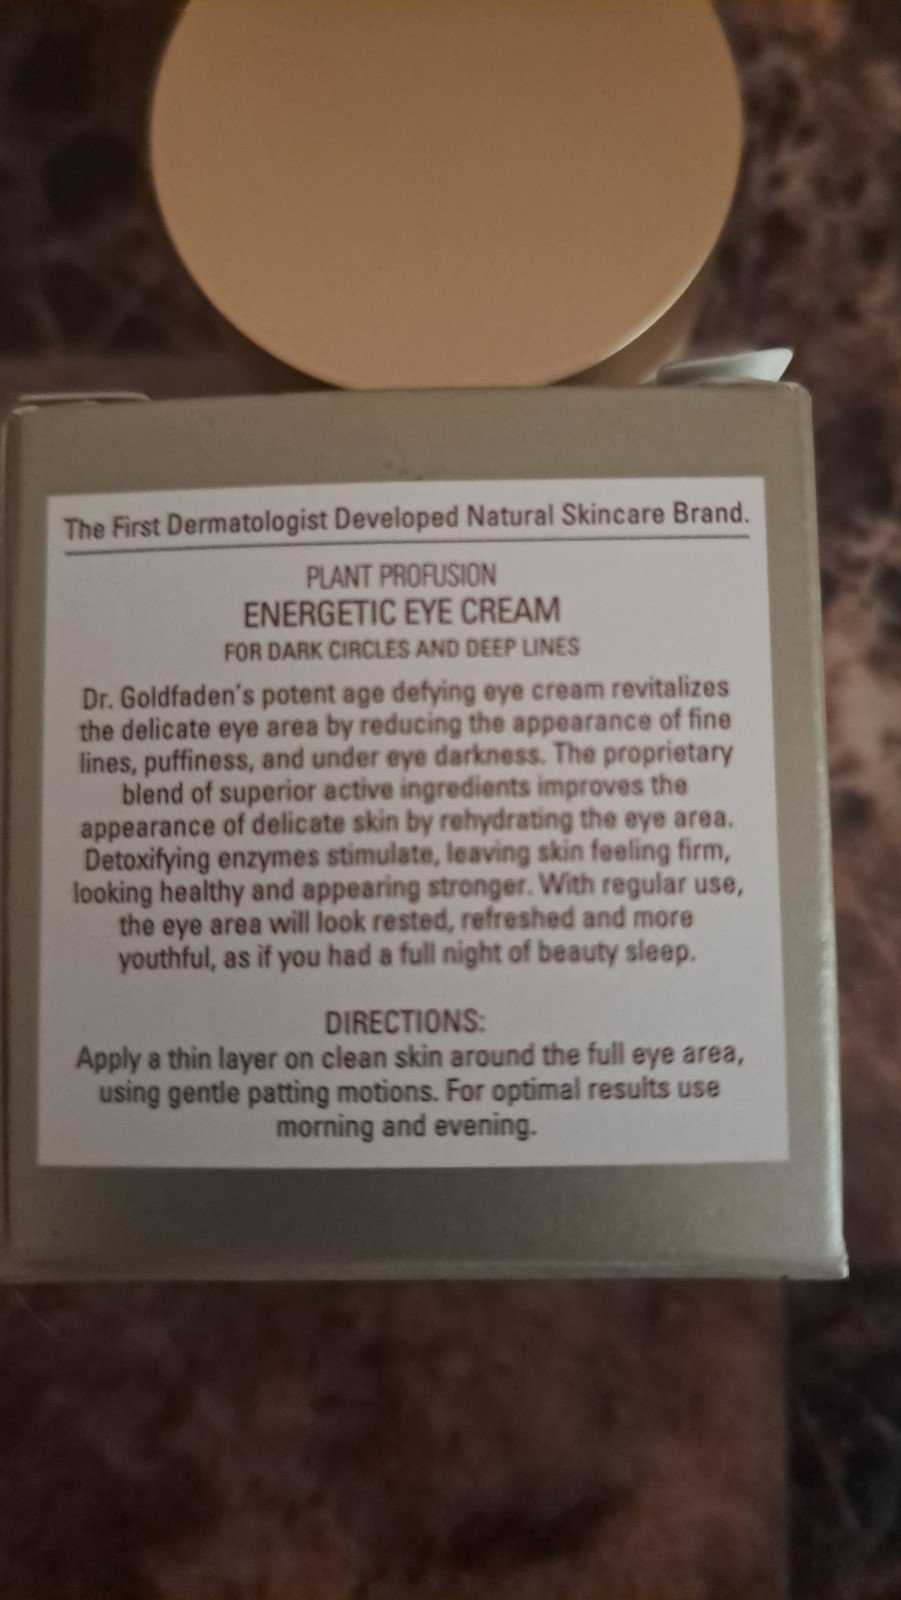 The First Dermatologist Developed Natural Skincare Brand.
PLANT PROFUSION
ENERGETIC EYE CREAM
FOR DARK CIRCLES AND DEEP LINES
Dr. Goldfaden's potent age defying eye cream revitalizes
the delicate eye area by reducing the appearance of fine
lines, puffiness, and under eye darkness. The proprietary
blend of superior active ingredients improves the
appearance of delicate skin by rehydrating the eye area.
Detoxifying enzymes stimulate, leaving skin feeling firm,
looking healthy and appearing stronger. With regular use,
the eye area will look rested, refreshed and more
youthful, as if you had a full night of beauty sleep.
DIRECTIONS:
Apply a thin layer on clean skin around the full eye area,
using gentle patting motions. For optimal results use
morning and evening.